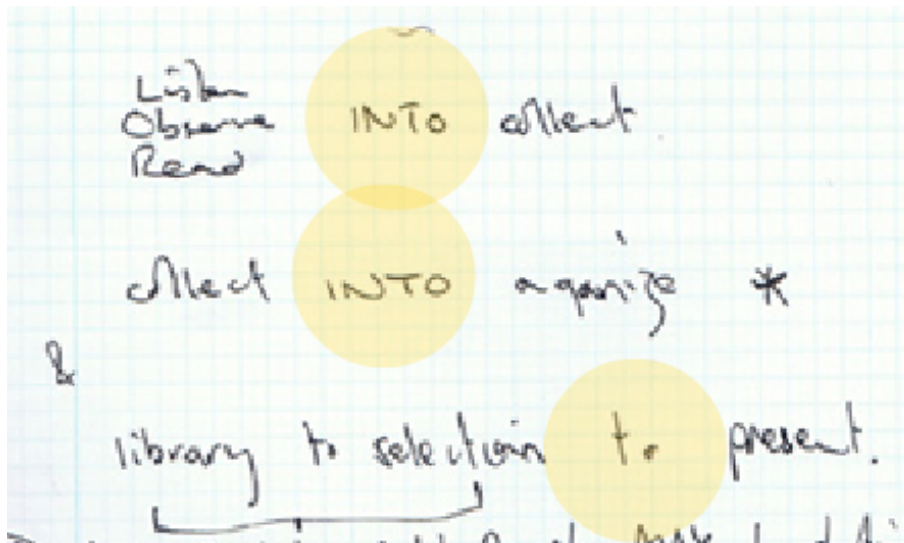 Listen
Observe INTO collect
Read
collect INTO organize *
&
library to selection to present.